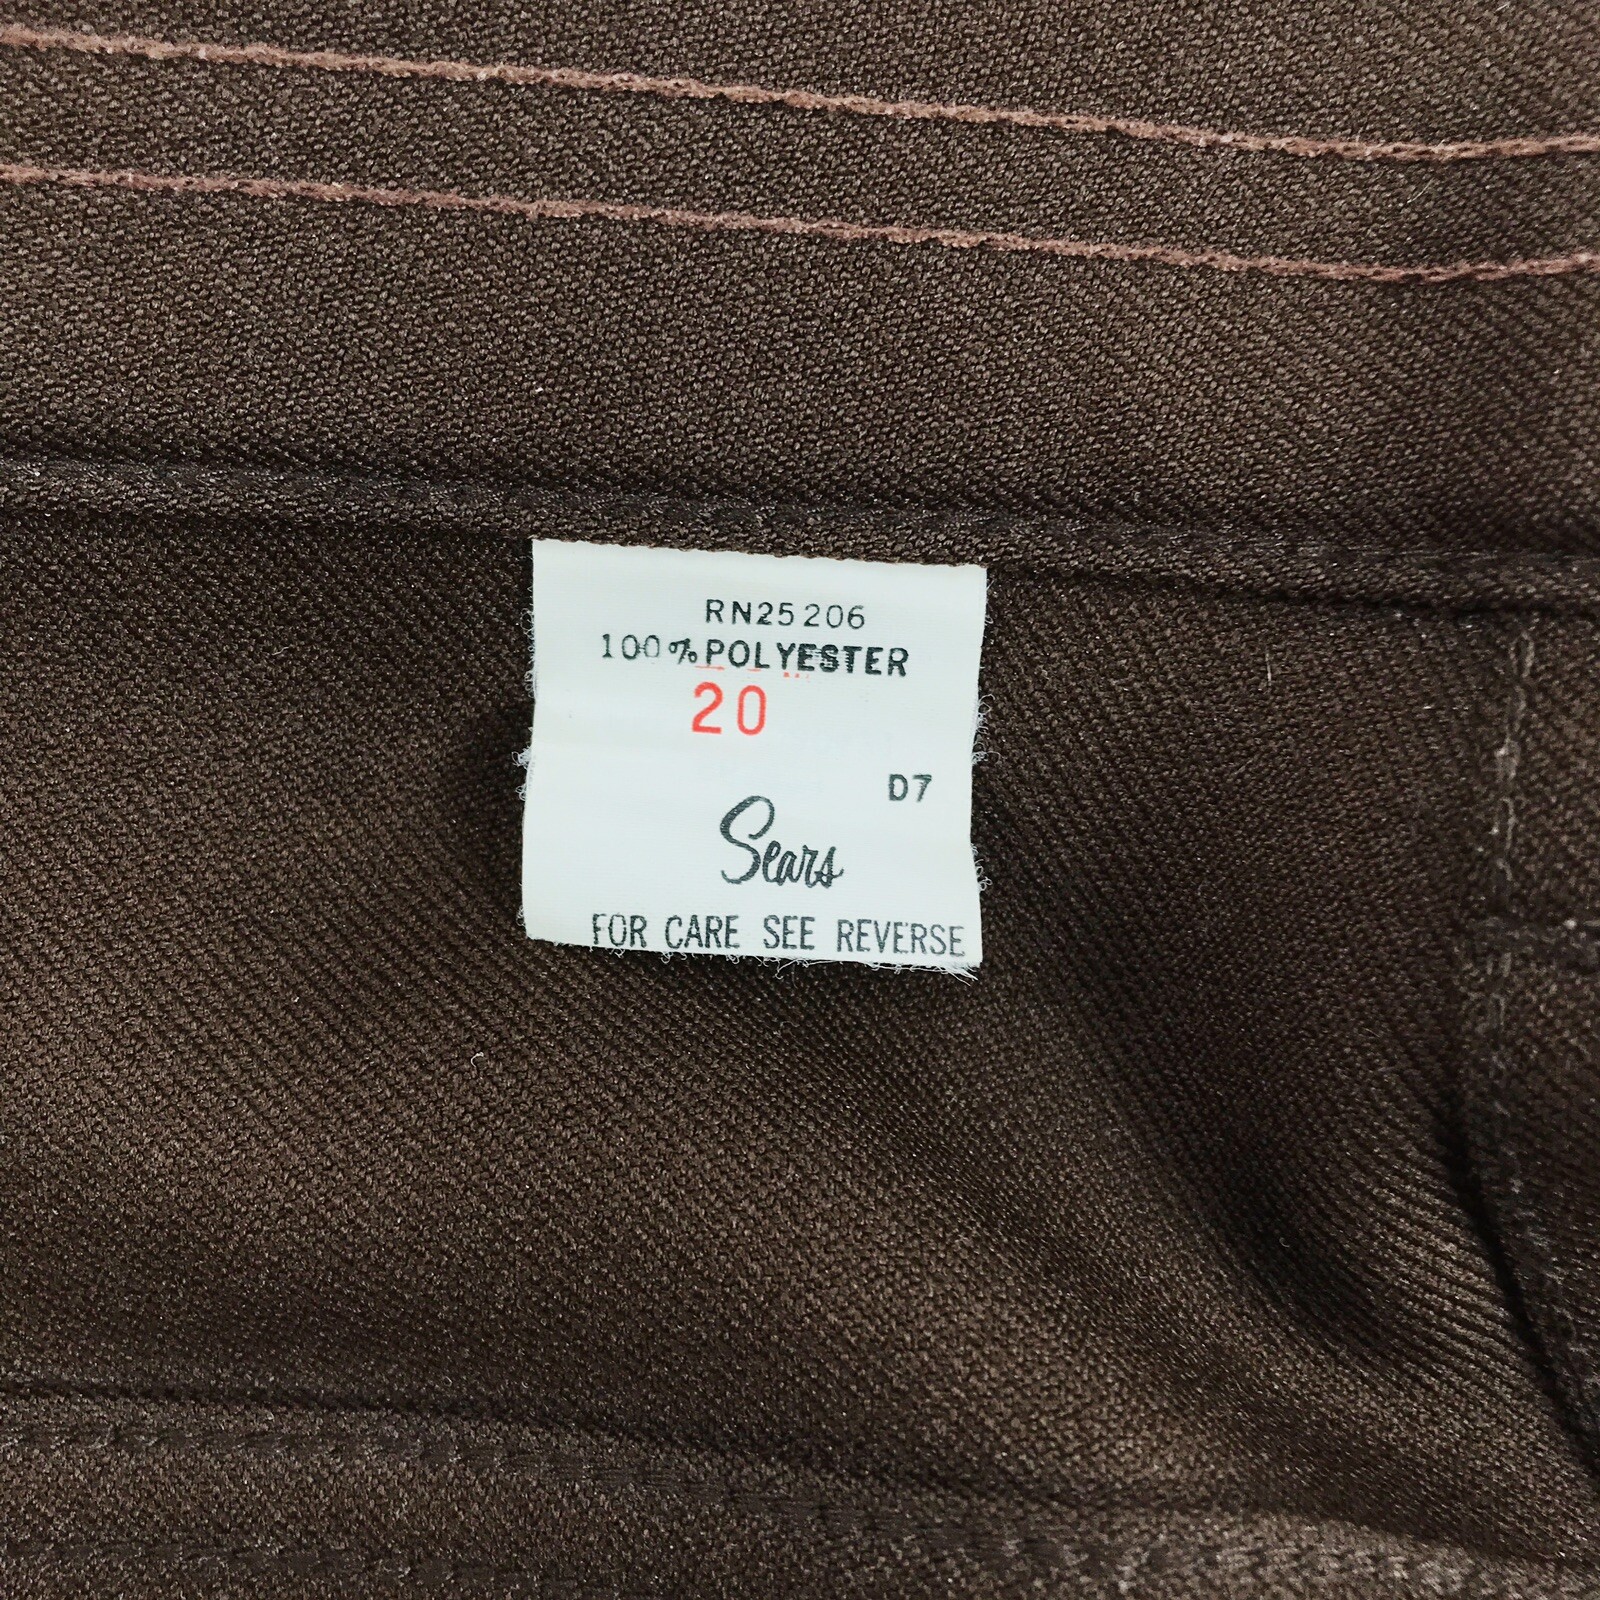 RN25206
100%POLYESTER
20
D7
Sears
FOR CARE SEE REVERSE